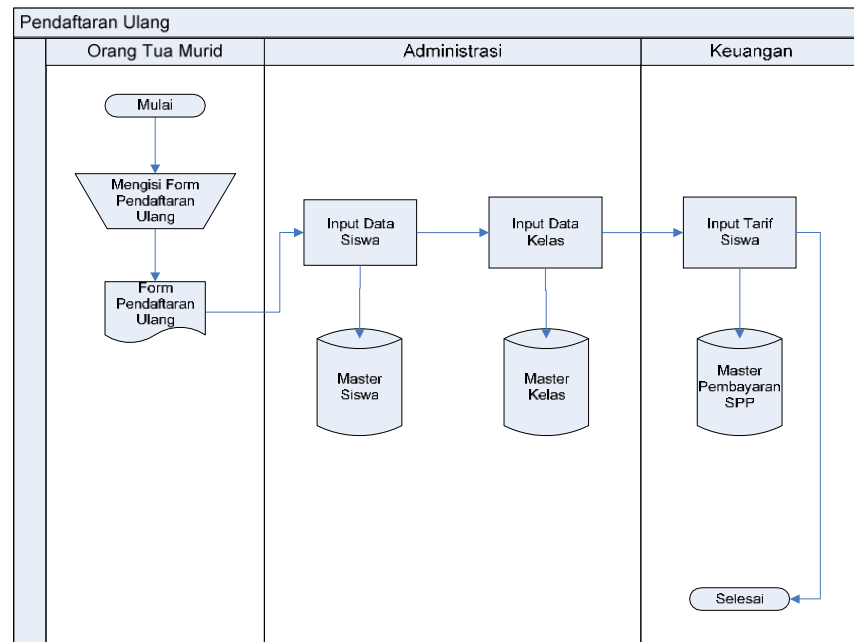 Pendaftaran Ulang
Orang Tua Murid
Administrasi
Keuangan
Mulai
Mengisi Form
Pendaftaran
Ulang
Form
Pendaftaran
Ulang
Input Data
Siswa
Input Data
Kelas
Input Tarif
Siswa
Master
Siswa
Master
Kelas
Master
Pembayaran
SPP
Selesai